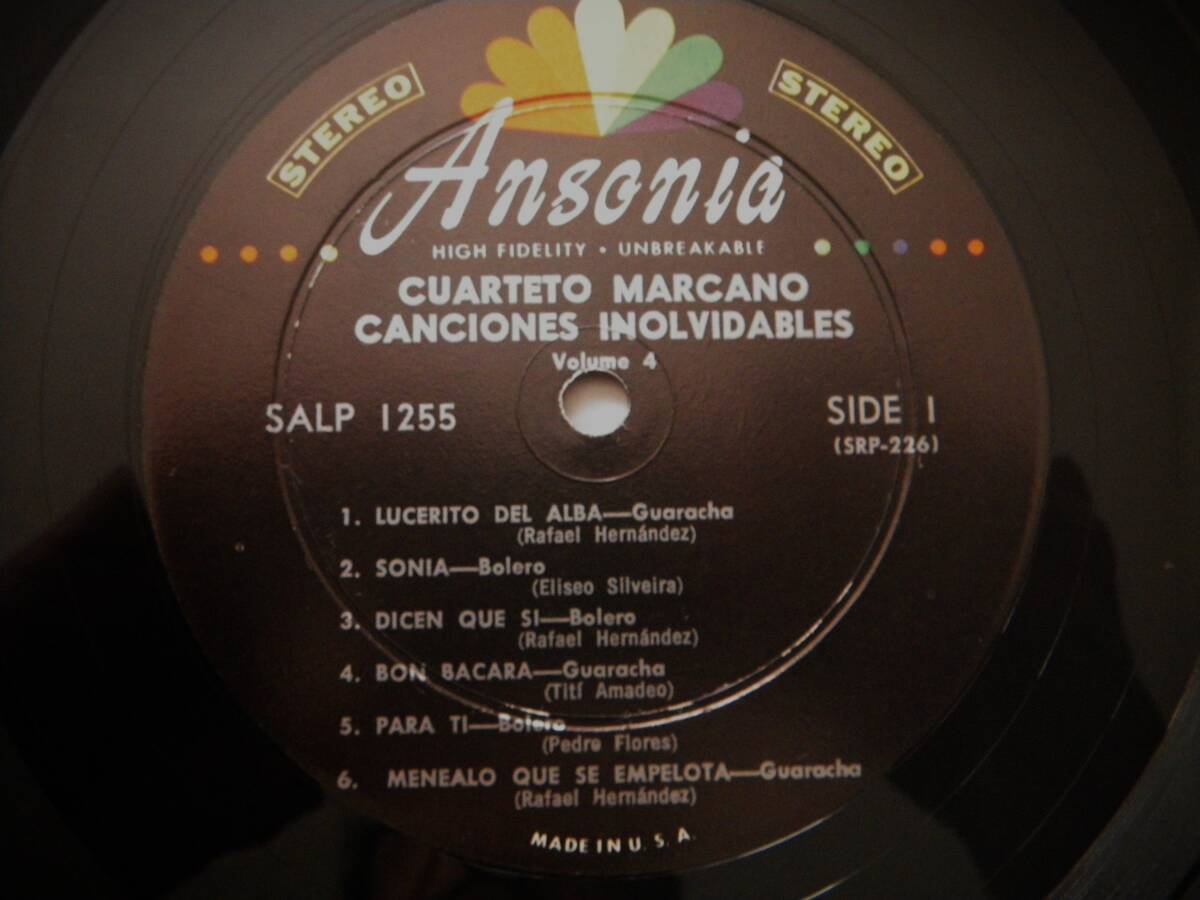 STEREO
STEREO
Ansonia
HIGH FIDELITY • UNBREAKABLE
CUARTETO MARCANO
CANCIONES INOLVIDABLES
Volume 4
SALP 1255
SIDE 1
(SRP-226)
1. LUCERITO DEL ALBA—Guaracha
(Rafael Hernández)
2. SONIA—Bolero
(Eliseo Silveira)
3. DICEN QUE SI—Bolero
(Rafael Hernández)
4. BON BACARA—Guaracha
(Tití Amadeo)
5. PARA TI—Bolero
(Pedro Flores)
6. MENEALO QUE SE EMPELOTA—Guaracha
(Rafael Hernández)
MADE IN U. S. A.